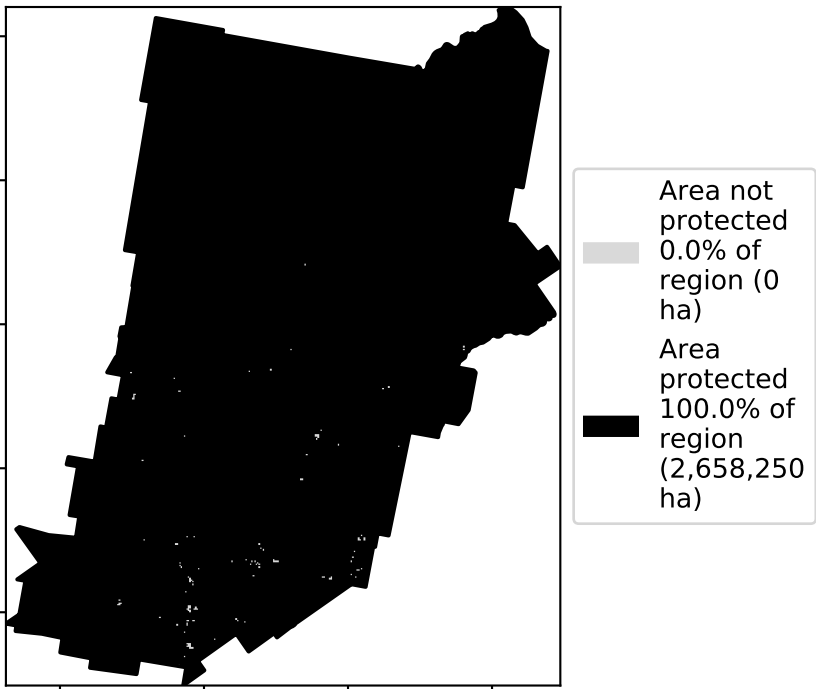 Area not
protected
0.0% of
region (0
ha)
Area
protected
100.0% of
region
(2,658,250
ha)